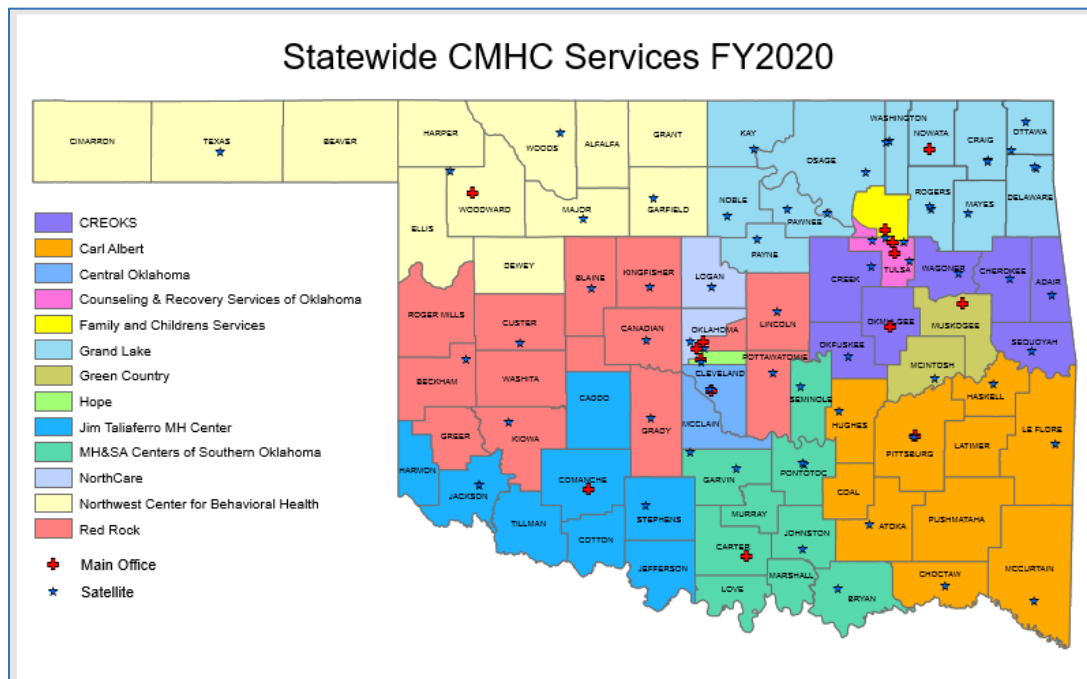 Statewide CMHC Services FY2020
CIMARRON
TEXAS
BEAVER
HARPER
WOODS
ALFALFA
GRANT
KAY
OSAGE
WASHINGTON
NOWATA
CRAIG
OTTAWA
ELLIS
WOODWARD
MAJOR
GARFIELD
NOBLE
PAWNEE
ROGERS
MAYES
DELAWARE
DEWEY
BLAINE
KINGFISHER
LOGAN
PAYNE
CREEK
TULSA
WAGONER
CHEROKEE
ADAIR
ROGER MILLS
CUSTER
CANADIAN
OKLAHOMA
LINCOLN
OKMULGEE
MUSKOGEE
OKFUSKEE
SEQUOYAH
BECKHAM
WASHITA
CADDO
GRADY
CLEVELAND
POTTAWATOMIE
SEMINOLE
MCINTOSH
HASKELL
MCCLAIN
HUGHES
PITTSBURG
LATIMER
LE FLORE
GREER
KIOWA
HARMON
JACKSON
COMANCHE
TILLMAN
COTTON
STEPHENS
JEFFERSON
GARVIN
PONTOTOC
MURRAY
JOHNSTON
CARTER
LOVE
MARSHALL
BRYAN
COAL
ATOKA
PUSHMATAHA
CHOCTAW
MCCURTAIN
CREOKS
Carl Albert
Central Oklahoma
Counseling & Recovery Services of Oklahoma
Family and Childrens Services
Grand Lake
Green Country
Hope
Jim Taliaferro MH Center
MH&SA Centers of Southern Oklahoma
NorthCare
Northwest Center for Behavioral Health
Red Rock
Main Office
Satellite